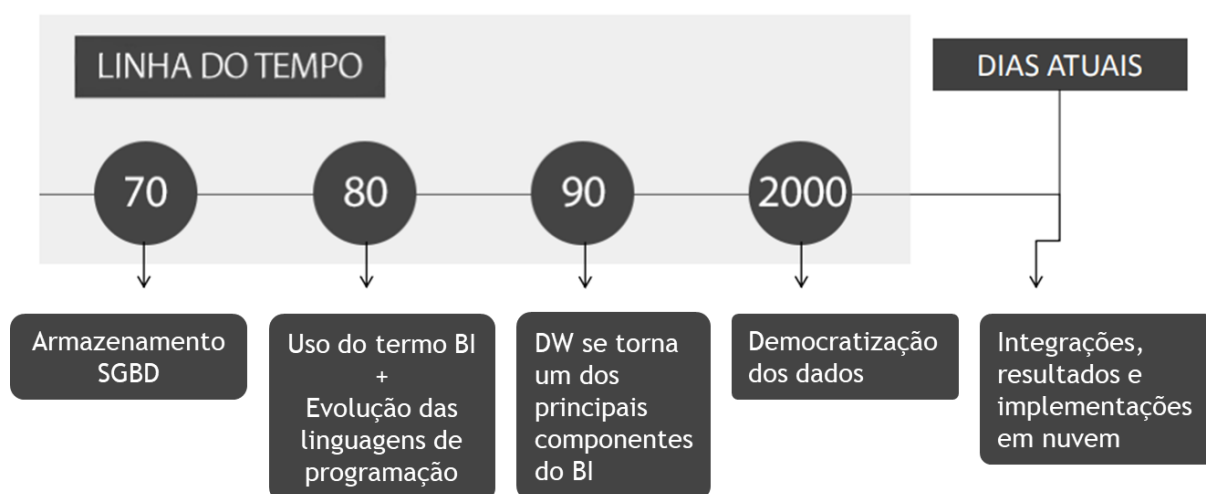 LINHA DO TEMPO
DIAS ATUAIS
70
80
90
2000
Armazenamento
SGBD
Uso do termo BI
+
Evolução das
linguagens de
programação
DW se torna
um dos
principais
componentes
do BI
Democratização
dos dados
Integrações,
resultados e
implementações
em nuvem